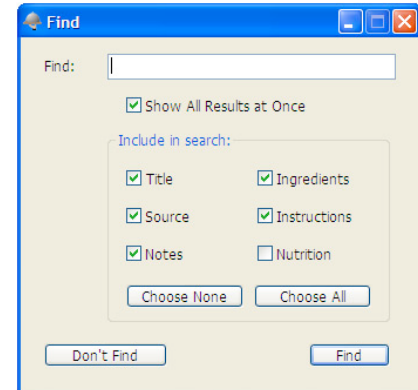 Find
Find:
Show All Results at Once
Include in search:
Title Ingredients
Source Instructions
Notes Nutrition
Choose None Choose All
Don't Find Find